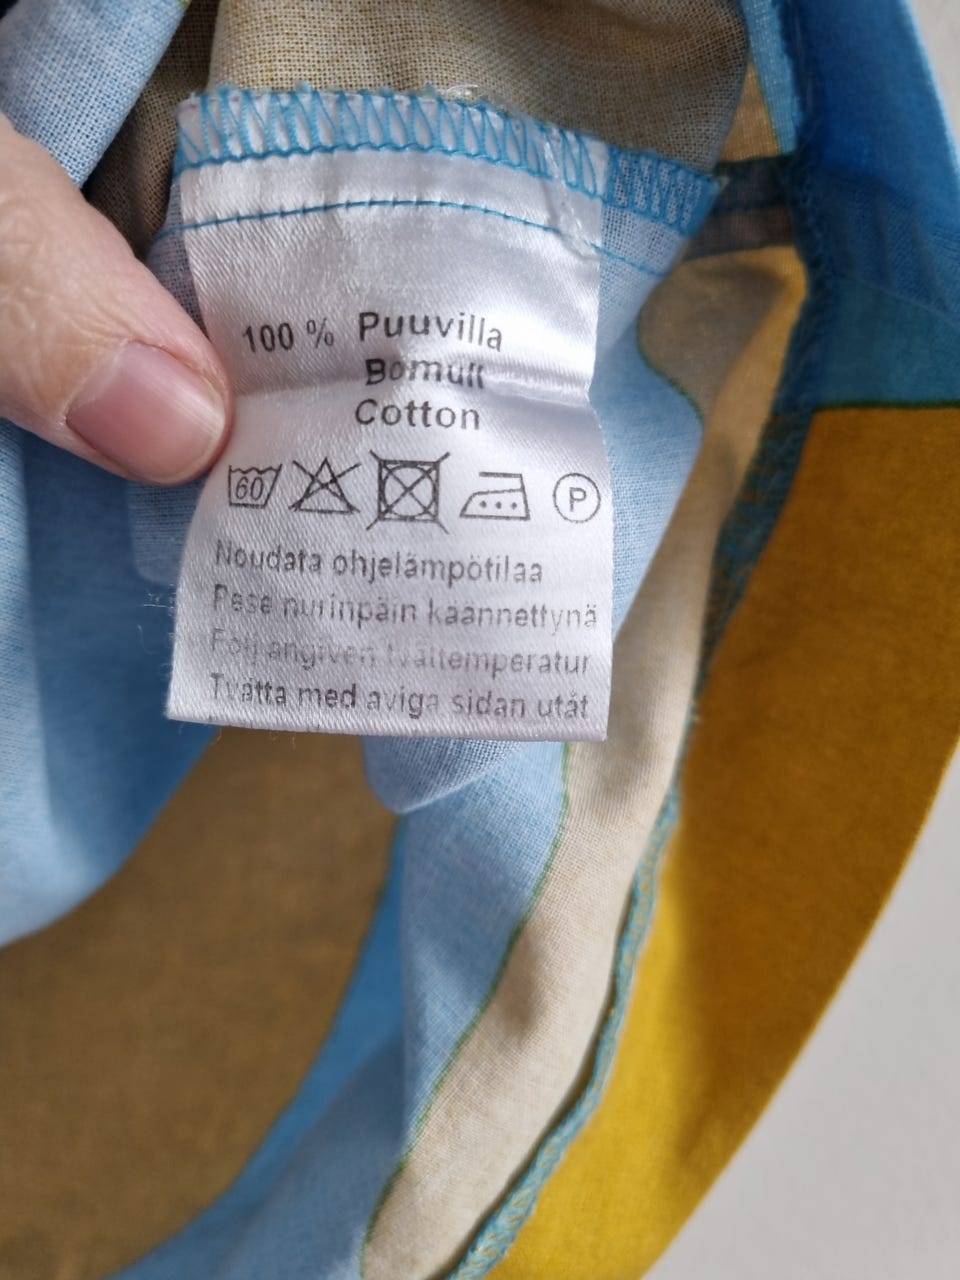 100 % Puuvilla
Bomull
Cotton
60
P
Noudata ohjelämpötilaa
Pese nurinpäin käännettynä
Följ angiven tvättemperatur
Tvätta med aviga sidan utåt